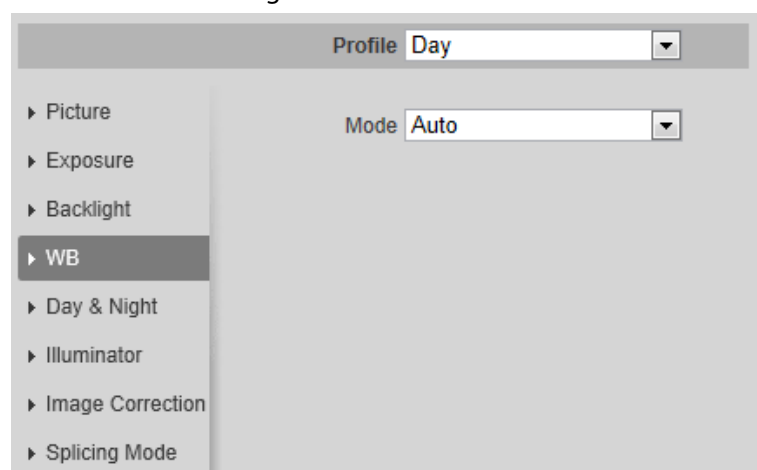 Profile Day
Picture
Mode Auto
Exposure
Backlight
WB
Day & Night
Illuminator
Image Correction
Splicing Mode